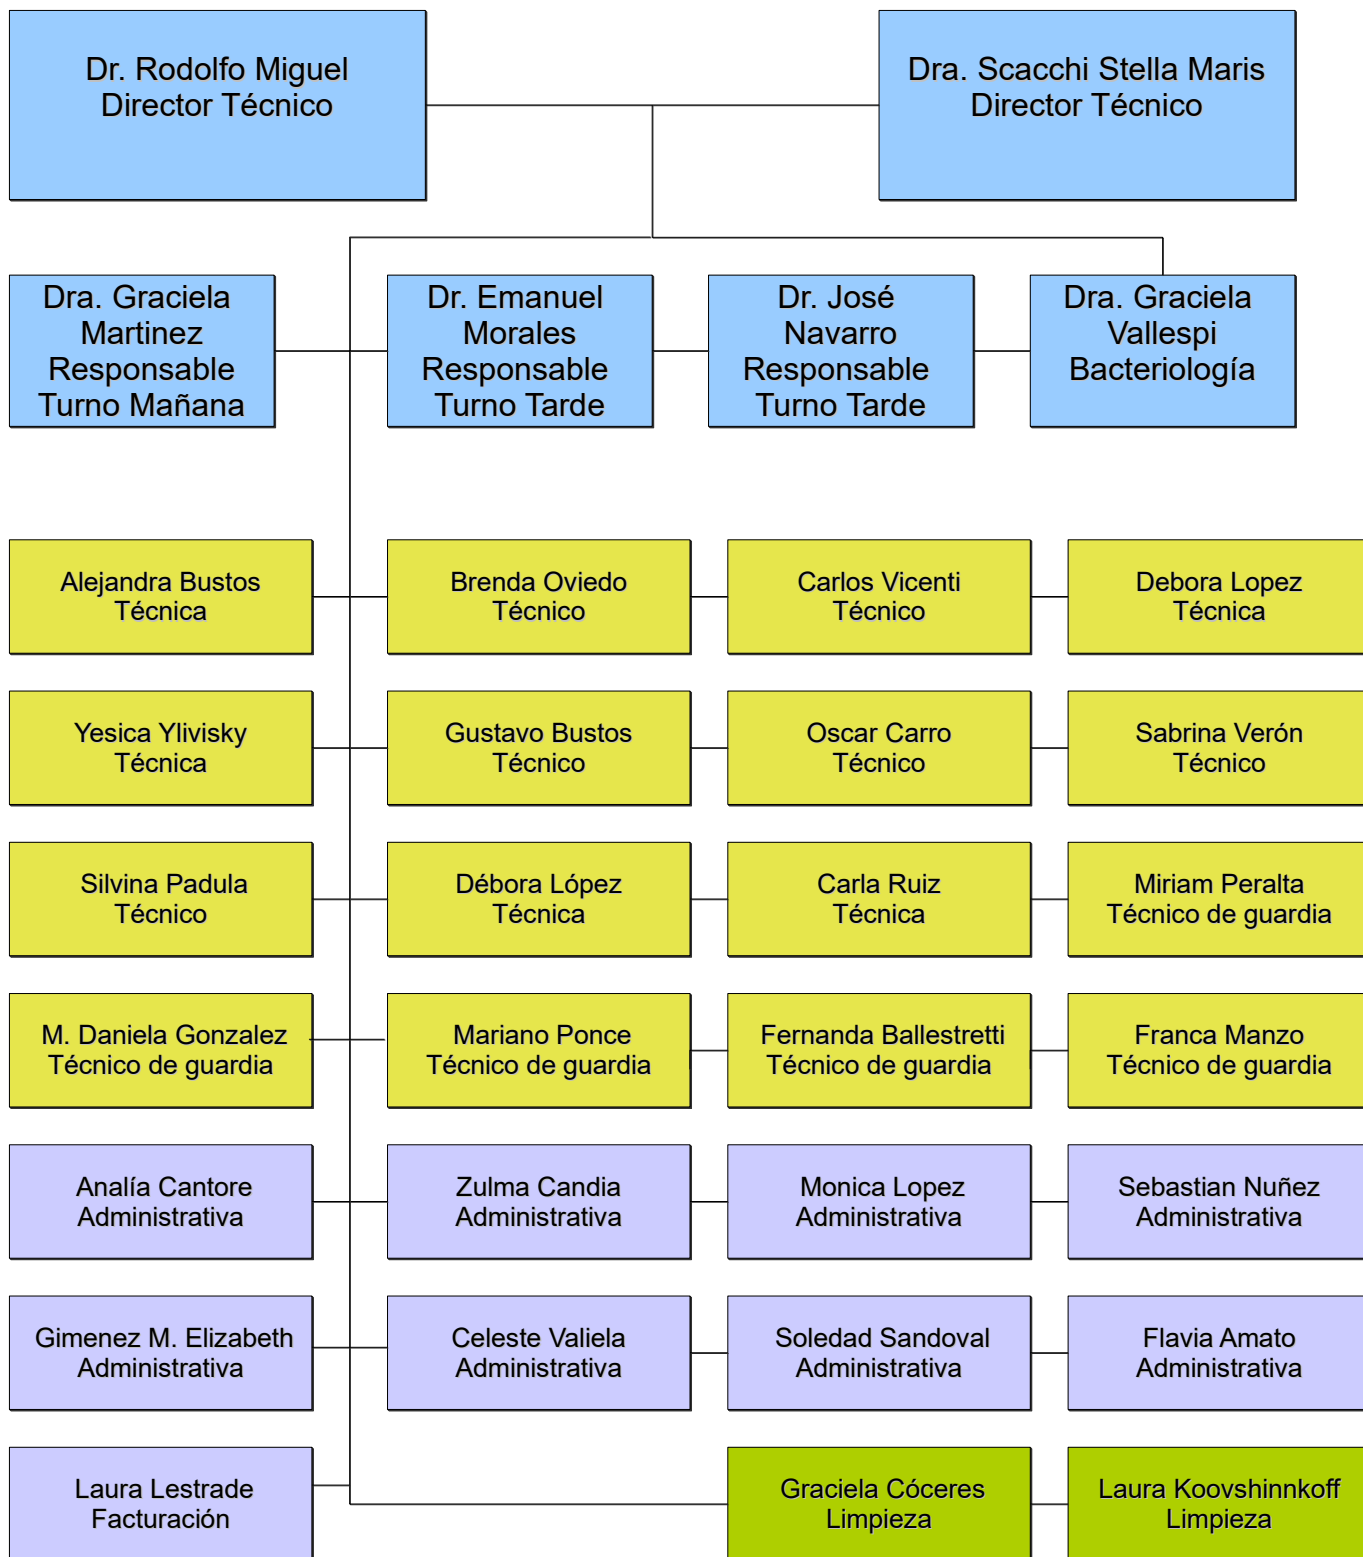 Dr. Rodolfo Miguel
Director Técnico
Dra. Scacchi Stella Maris
Director Técnico
Dra. Graciela
Martinez
Responsable
Turno Mañana
Dr. Emanuel
Morales
Responsable
Turno Tarde
Dr. José
Navarro
Responsable
Turno Tarde
Dra. Graciela
Vallespi
Bacteriología
Alejandra Bustos
Técnica
Brenda Oviedo
Técnico
Carlos Vicenti
Técnico
Debora Lopez
Técnica
Yesica Ylivisky
Técnica
Gustavo Bustos
Técnico
Oscar Carro
Técnico
Sabrina Verón
Técnico
Silvina Padula
Técnico
Débora López
Técnica
Carla Ruiz
Técnica
Miriam Peralta
Técnico de guardia
M. Daniela Gonzalez
Técnico de guardia
Mariano Ponce
Técnico de guardia
Fernanda Ballestretti
Técnico de guardia
Franca Manzo
Técnico de guardia
Analía Cantore
Administrativa
Zulma Candia
Administrativa
Monica Lopez
Administrativa
Sebastian Nuñez
Administrativa
Gimenez M. Elizabeth
Administrativa
Celeste Valiela
Administrativa
Soledad Sandoval
Administrativa
Flavia Amato
Administrativa
Laura Lestrade
Facturación
Graciela Cóceres
Limpieza
Laura Koovshinnkoff
Limpieza